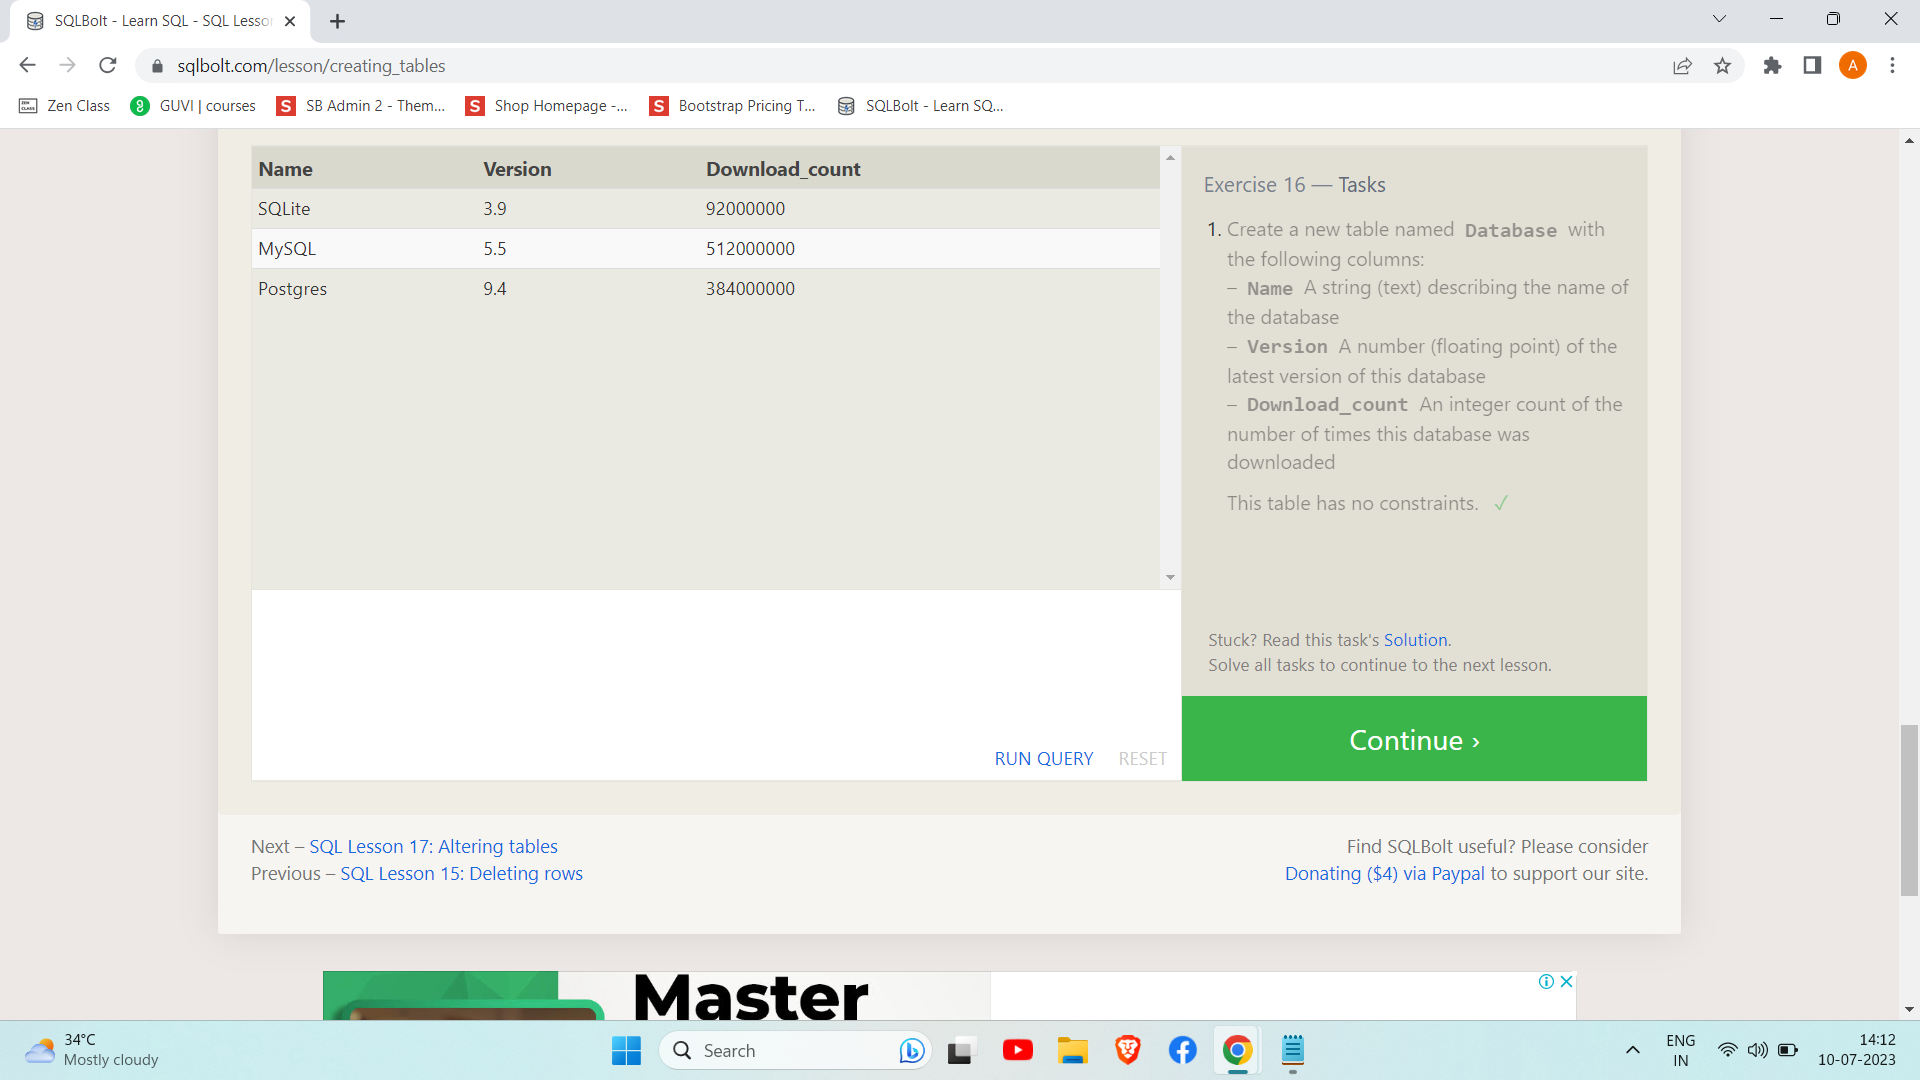 SQLBolt - Learn SQL - SQL Lesso
sqlbolt.com/lesson/creating_tables
A
Zen Class
GUVI | courses
S SB Admin 2 - Them...
S Shop Homepage -...
S Bootstrap Pricing T...
SQLBolt - Learn SQ...
Name Version Download_count
SQLite 3.9 92000000
MySQL 5.5 512000000
Postgres 9.4 384000000
RUN QUERY RESET
Exercise 16 — Tasks
1. Create a new table named Database with
the following columns:
– Name A string (text) describing the name of
the database
– Version A number (floating point) of the
latest version of this database
– Download_count An integer count of the
number of times this database was
downloaded
This table has no constraints. ✓
Stuck? Read this task's Solution.
Solve all tasks to continue to the next lesson.
Continue ›
Next – SQL Lesson 17: Altering tables
Previous – SQL Lesson 15: Deleting rows
Find SQLBolt useful? Please consider
Donating ($4) via Paypal to support our site.
Master
34°C
Mostly cloudy
Search
ENG
IN
14:12
10-07-2023